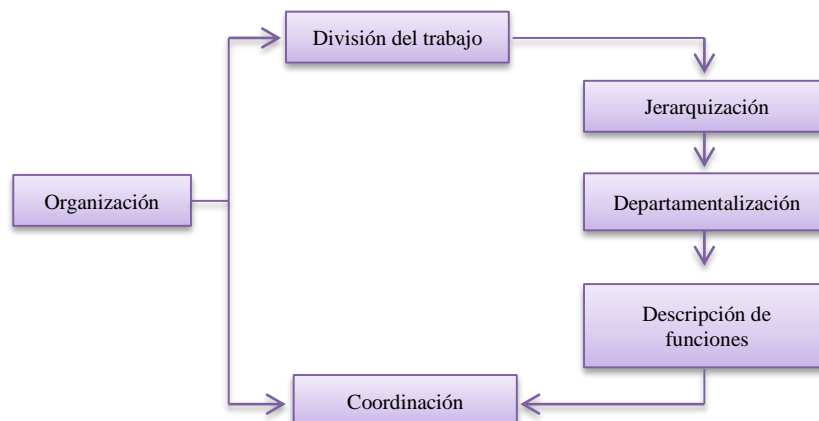 División del trabajo
Jerarquización
Organización
Departamentalización
Descripción de
funciones
Coordinación